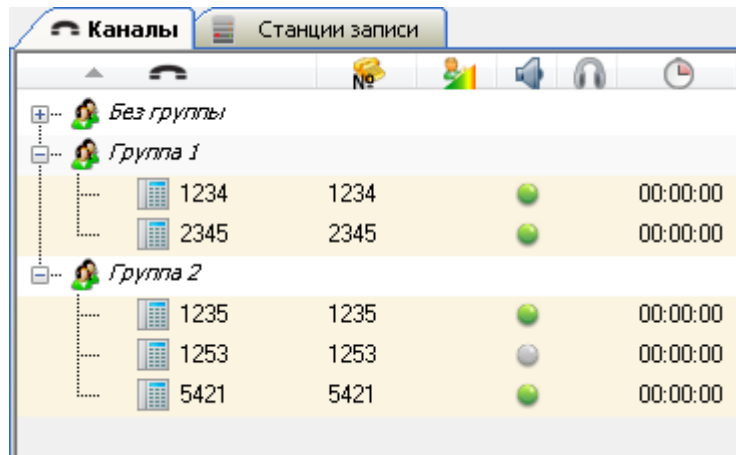 Каналы Станции записи
№
Без группы
Группа 1
1234 1234 00:00:00
2345 2345 00:00:00
Группа 2
1235 1235 00:00:00
1253 1253 00:00:00
5421 5421 00:00:00